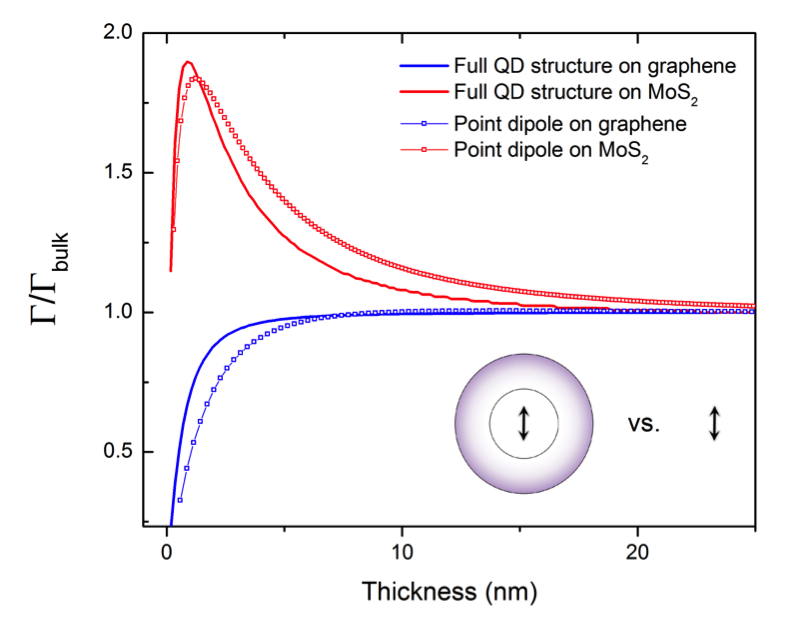 2.0
1.5
1.0
0.5
Γ/Γbulk
Full QD structure on graphene
Full QD structure on MoS2
Point dipole on graphene
Point dipole on MoS2
vs.
0 10 20
Thickness (nm)